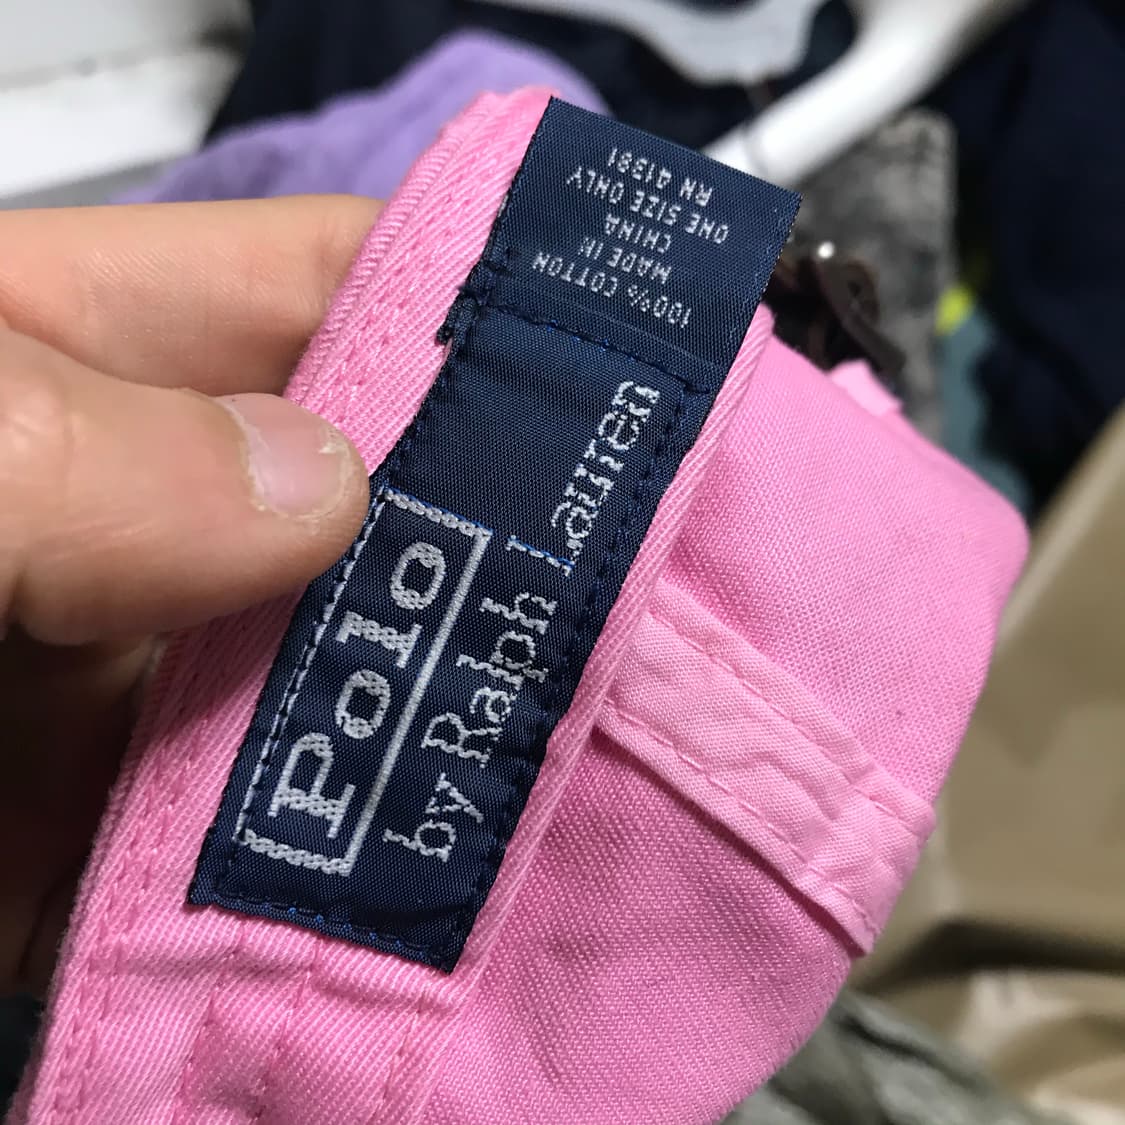 Polo
by Ralph Lauren
100% COTTON
MADE IN
CHINA
ONE SIZE ONLY
RN 41381